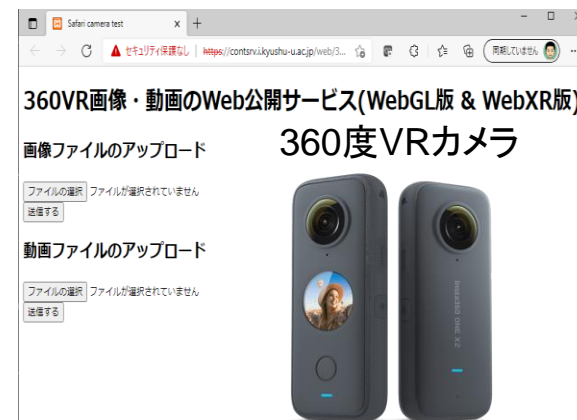 Safari camera test
セキュリティ保護なし | https://contsrv.i.kyushu-u.ac.jp/web/3...
同期していません
360VR画像・動画のWeb公開サービス(WebGL版 & WebXR版)
360度VRカメラ
画像ファイルのアップロード
ファイルの選択 ファイルが選択されていません
送信する
動画ファイルのアップロード
ファイルの選択 ファイルが選択されていません
送信する
Insta360 ONE X2